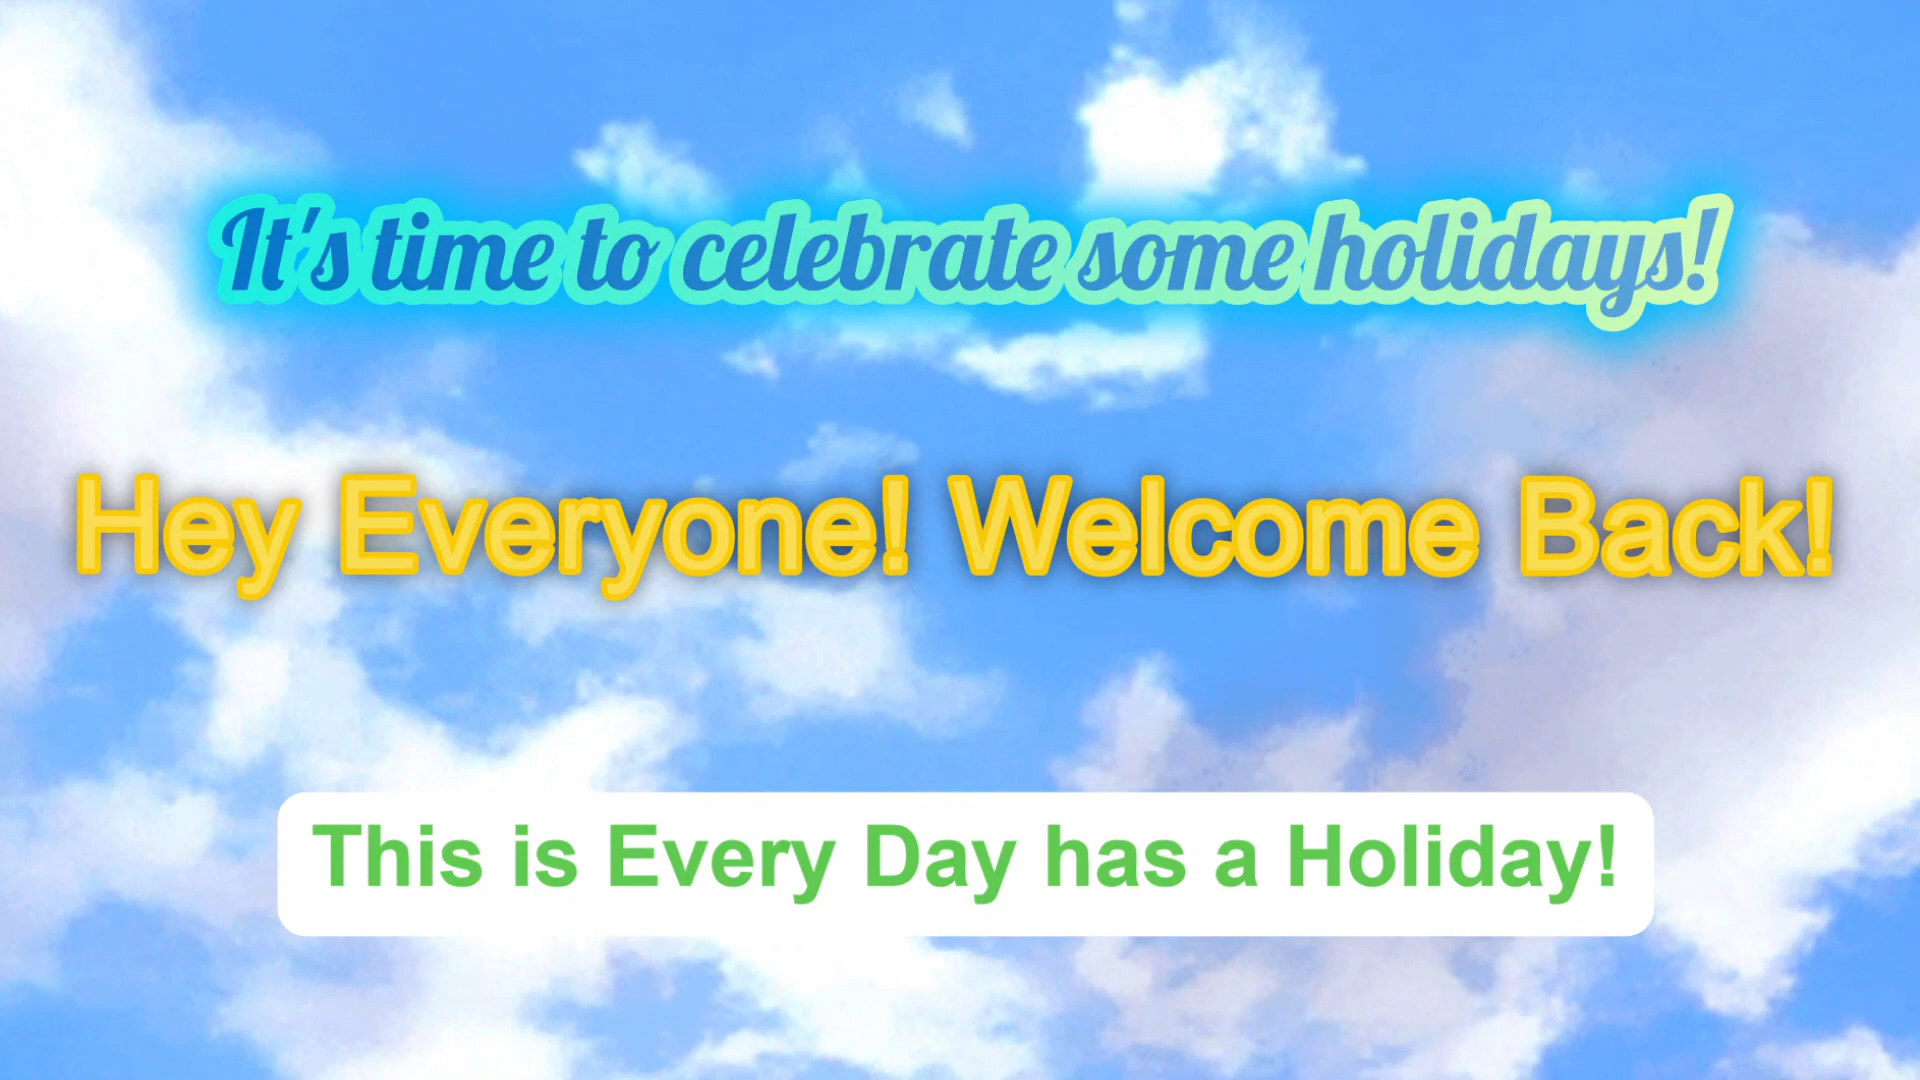 It's time to celebrate some holidays!
Hey Everyone! Welcome Back!
This is Every Day has a Holiday!